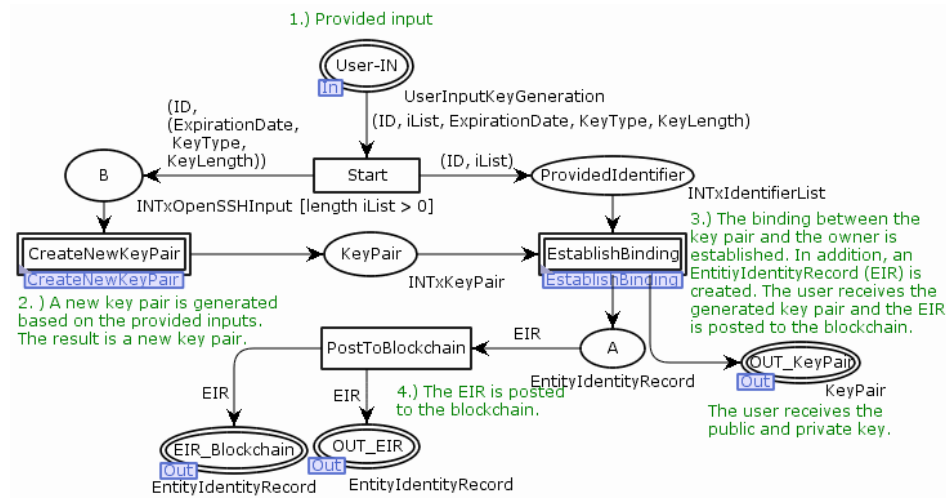 1.) Provided input
User-IN
In
UserInputKeyGeneration
(ID, iList, ExpirationDate, KeyType, KeyLength)
(ID,
(ExpirationDate,
KeyType,
KeyLength))
B
Start
(ID, iList)
ProvidedIdentifier
INTxOpenSSHInput
[length iList > 0]
INTxIdentifierList
CreateNewKeyPair
CreateNewKeyPair
KeyPair
INTxKeyPair
EstablishBinding
EstablishBinding
3.) The binding between the
key pair and the owner is
established. In addition, an
EntitiyIdentityRecord (EIR) is
created. The user receives the
generated key pair and the EIR
is posted to the blockchain.
2. ) A new key pair is generated
based on the provided inputs.
The result is a new key pair.
PostToBlockchain
EIR
A
EntityIdentityRecord
OUT_KeyPair
Out
KeyPair
The user receives the
public and private key.
EIR
EIR
4.) The EIR is posted
to the blockchain.
EIR_Blockchain
Out
EntityIdentityRecord
OUT_EIR
Out
EntityIdentityRecord